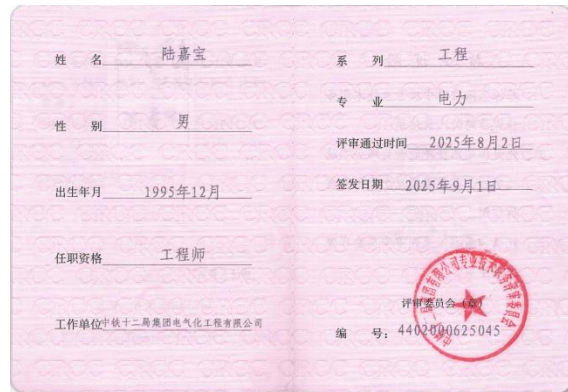 姓 名 陆嘉宝
性 别 男
出生年月 1995年12月
任职资格 工程师
工作单位 中铁十二局集团电气化工程有限公司
系 列 工程
专 业 电力
评审通过时间 2025年8月2日
签发日期 2025年9月1日
评审委员会（章）
编 号：4402000625045